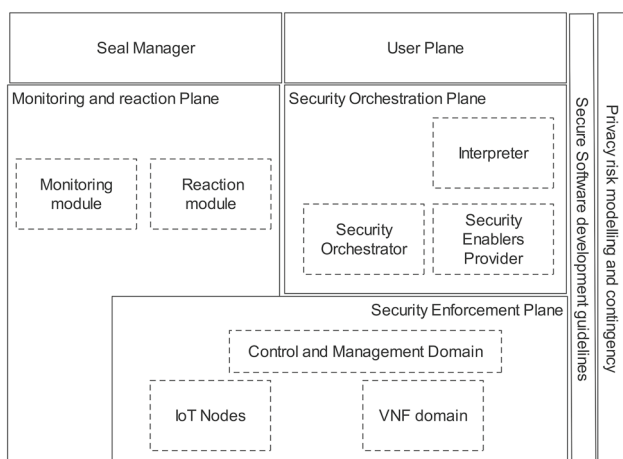 Seal Manager
User Plane
Monitoring and reaction Plane
Security Orchestration Plane
Interpreter
Monitoring
module
Reaction
module
Security
Orchestrator
Security
Enablers
Provider
Security Enforcement Plane
Control and Management Domain
IoT Nodes
VNF domain
Secure Software development guidelines
Privacy risk modelling and contingency